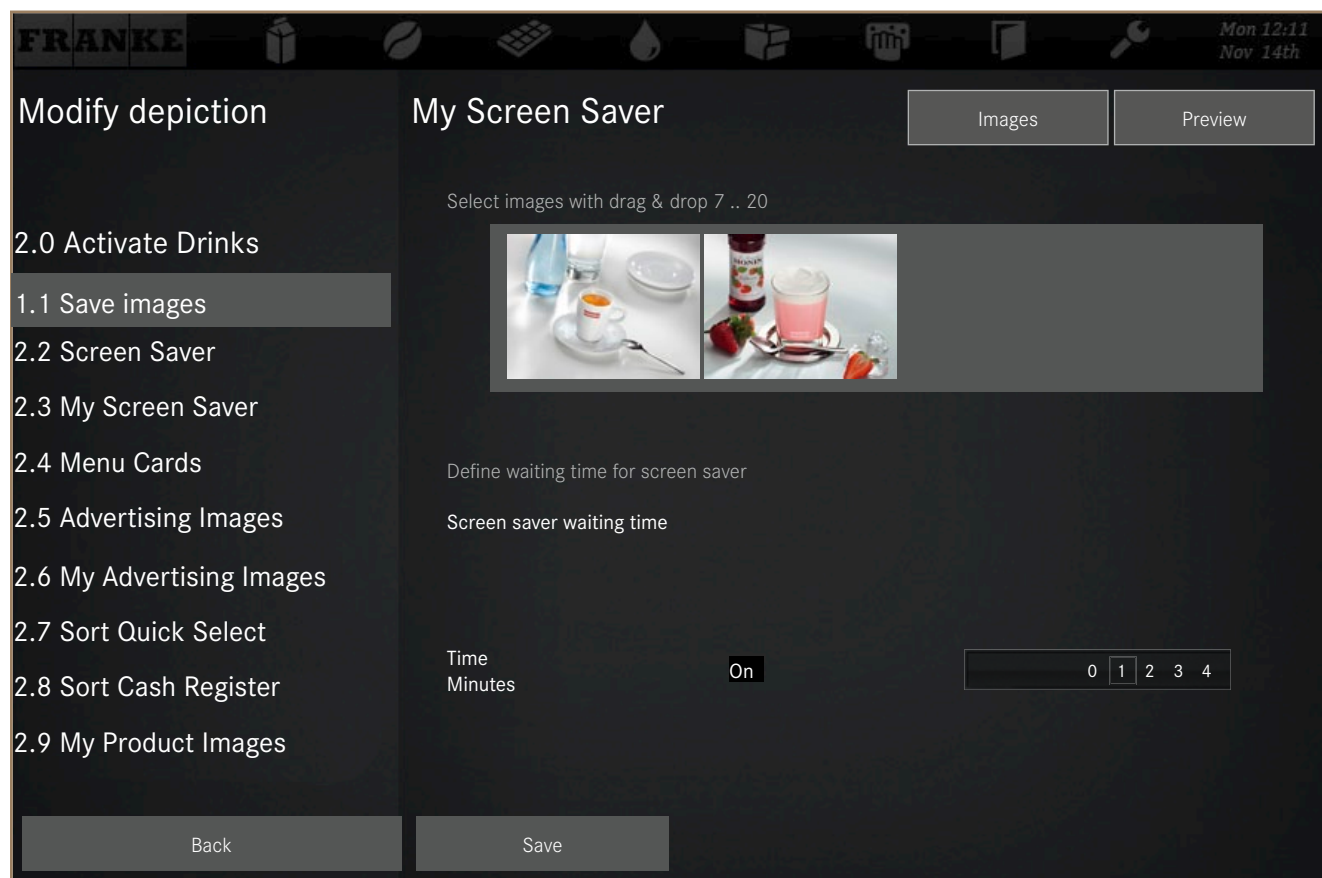 FRANKE
Mon 12:11
Nov 14th
Modify depiction
My Screen Saver
Images
Preview
Select images with drag & drop 7 .. 20
2.0 Activate Drinks
1.1 Save images
2.2 Screen Saver
2.3 My Screen Saver
2.4 Menu Cards
2.5 Advertising Images
2.6 My Advertising Images
2.7 Sort Quick Select
2.8 Sort Cash Register
2.9 My Product Images
MONIN
Define waiting time for screen saver
Screen saver waiting time
Time
Minutes
On
0 1 2 3 4
Back
Save